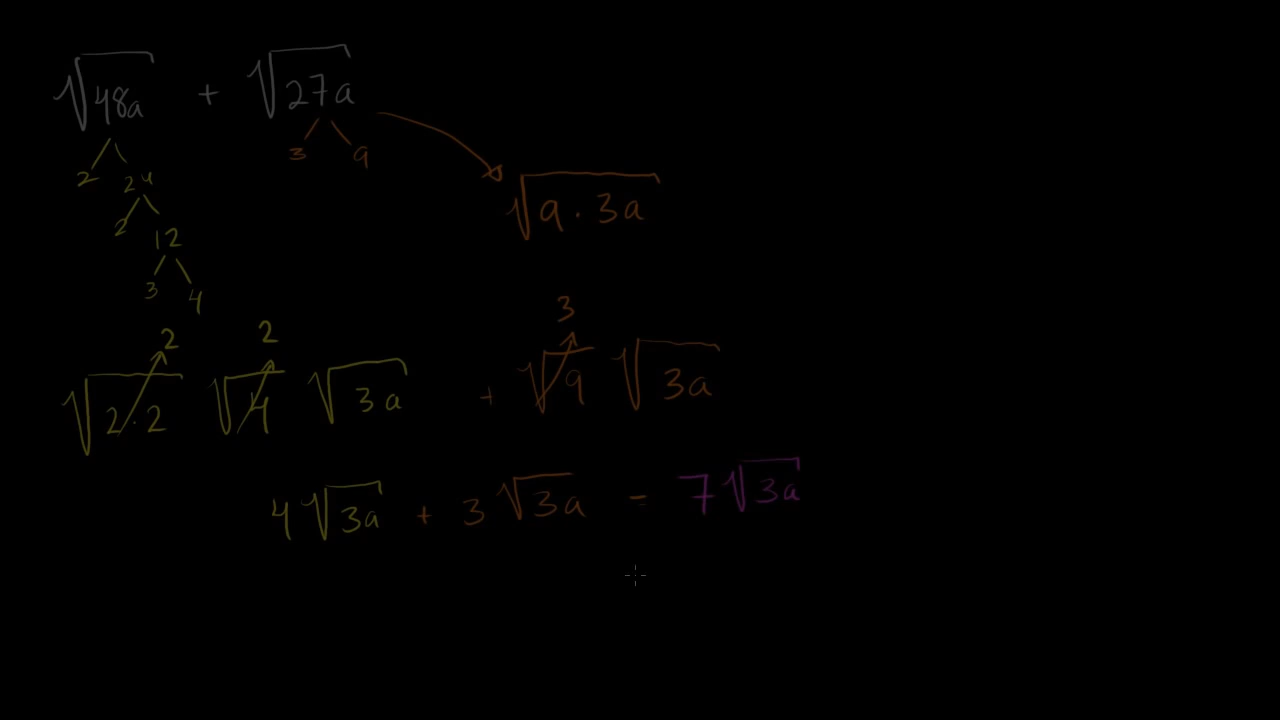 √48a + √27a
3 9
2 24
√9 · 3a
2
12
3 4
3
2 2
√2·2 √4 √3a + √9 √3a
4√3a + 3√3a = 7√3a